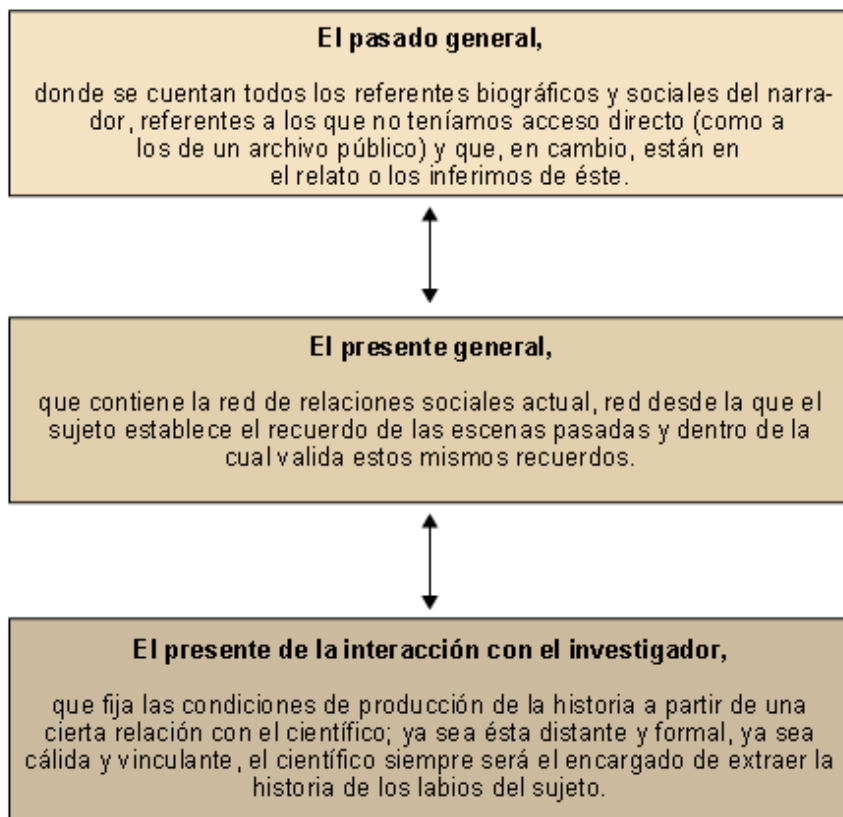 El pasado general,
donde se cuentan todos los referentes biográficos y sociales del narra-
dor, referentes a los que no teníamos acceso directo (como a
los de un archivo público) y que, en cambio, están en
el relato o los inferimos de éste.
El presente general,
que contiene la red de relaciones sociales actual, red desde la que el
sujeto establece el recuerdo de las escenas pasadas y dentro de la
cual valida estos mismos recuerdos.
El presente de la interacción con el investigador,
que fija las condiciones de producción de la historia a partir de una
cierta relación con el científico; ya sea ésta distante y formal, ya sea
cálida y vinculante, el científico siempre será el encargado de extraer la
historia de los labios del sujeto.